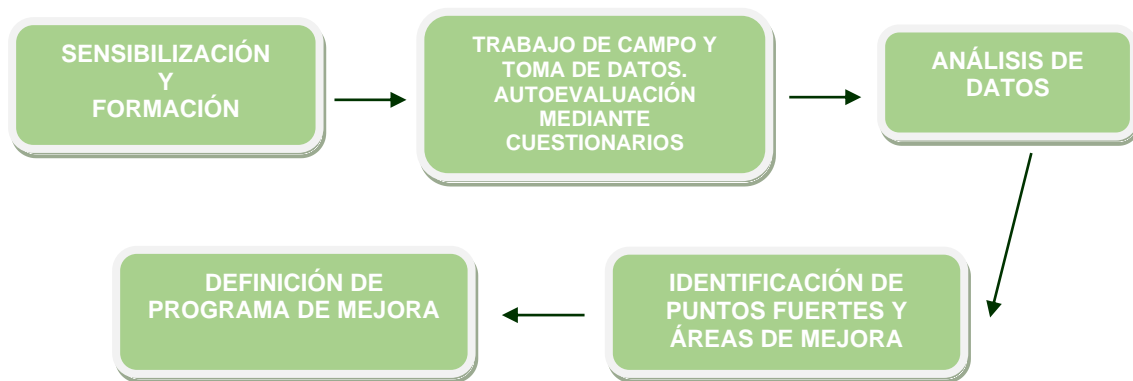 SENSIBILIZACIÓN
Y
FORMACIÓN
TRABAJO DE CAMPO Y
TOMA DE DATOS.
AUTOEVALUACIÓN
MEDIANTE
CUESTIONARIOS
ANÁLISIS DE
DATOS
IDENTIFICACIÓN DE
PUNTOS FUERTES Y
ÁREAS DE MEJORA
DEFINICIÓN DE
PROGRAMA DE MEJORA